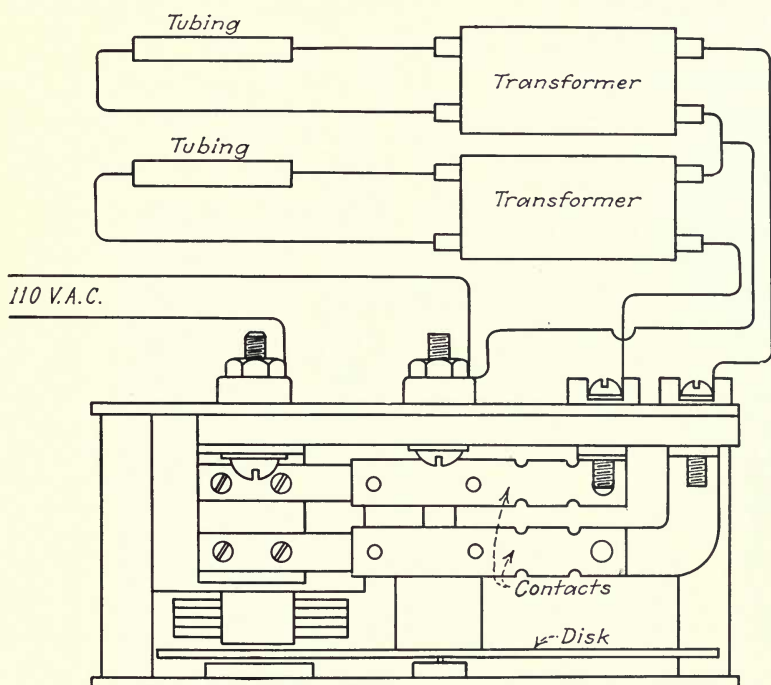 Tubing
Transformer
Tubing
Transformer
110 V.A.C.
Contacts
Disk